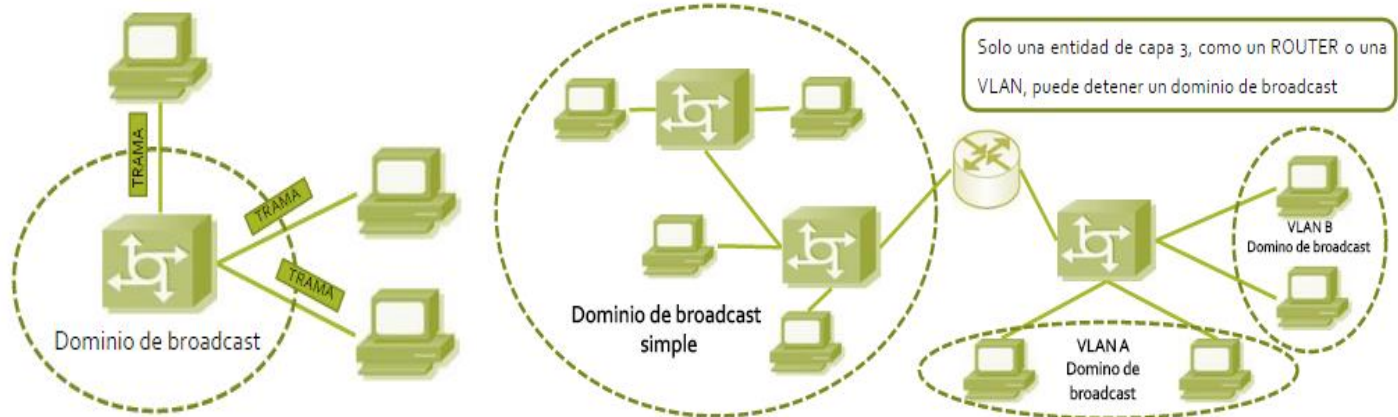 TRAMA
TRAMA
TRAMA
Dominio de broadcast
Dominio de broadcast
simple
Solo una entidad de capa 3, como un ROUTER o una
VLAN, puede detener un dominio de broadcast
VLAN B
Domino de broadcast
VLAN A
Domino de
broadcast